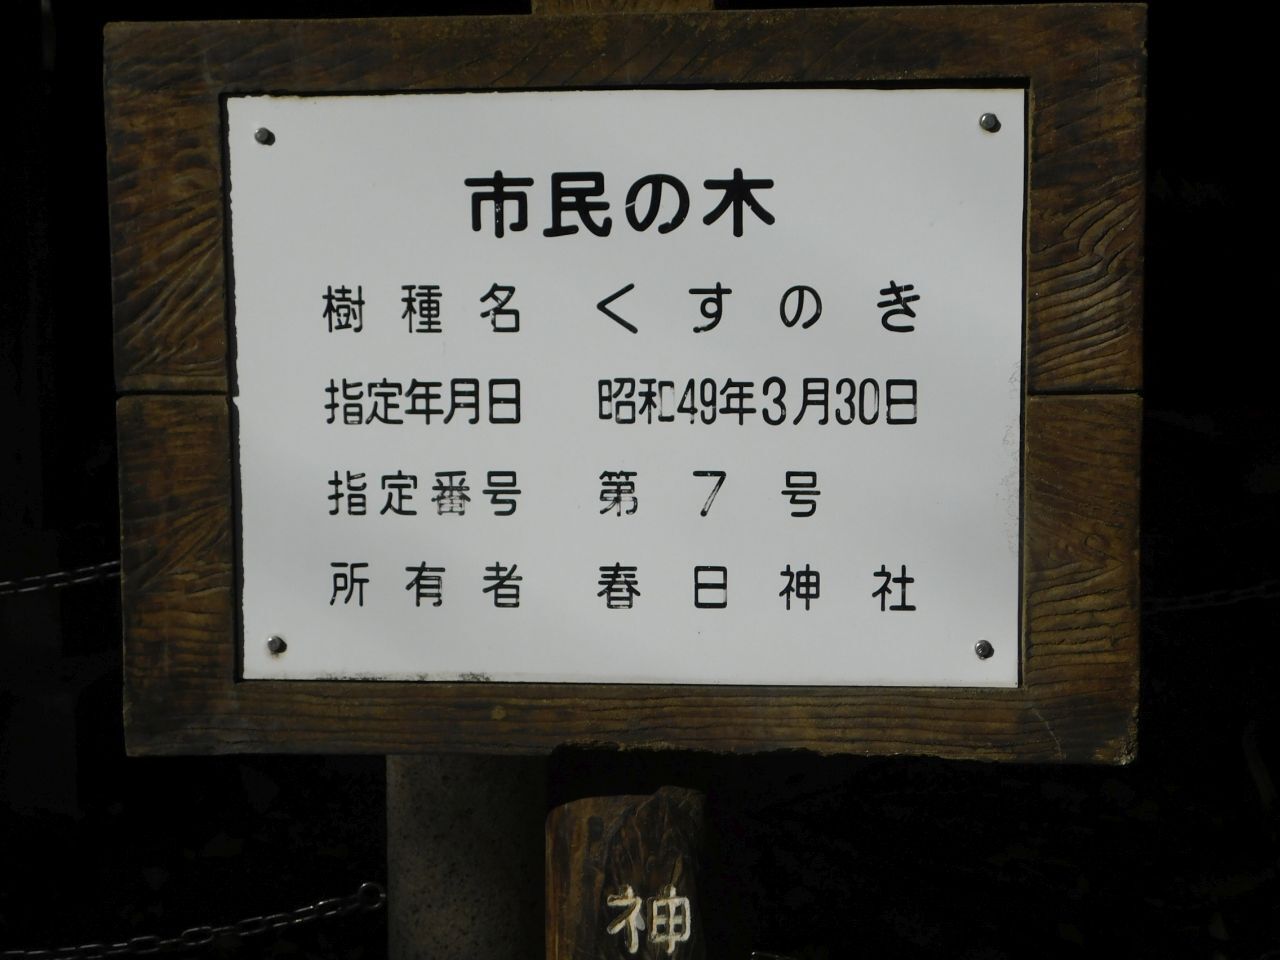 市民の木
樹種名 くすのき
指定年月日 昭和49年3月30日
指定番号 第7号
所有者 春日神社
神